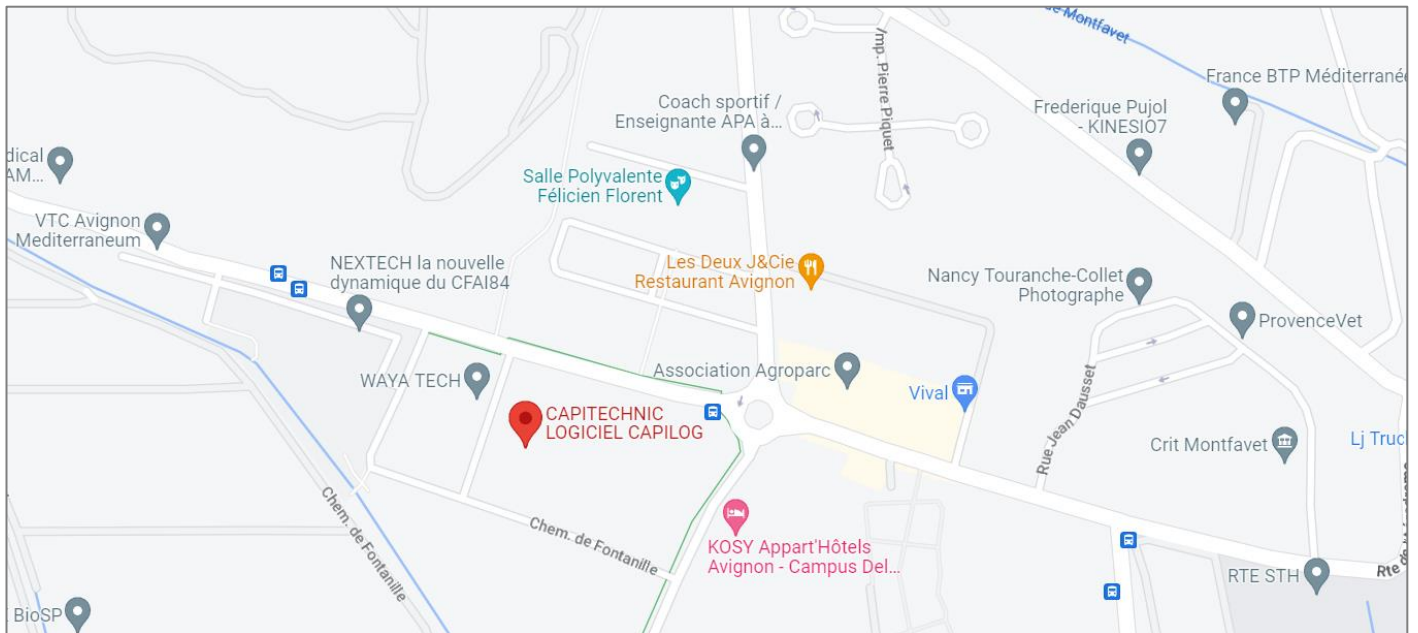 de Montfavet
Imp. Pierre Piquet
France BTP Méditerrané
Coach sportif /
Enseignante APA à...
Frederique Pujol
- KINESIO7
dical
AM...
Salle Polyvalente
Félicien Florent
VTC Avignon
Mediterraneum
NEXTECH la nouvelle
dynamique du CFAI84
Les Deux J&Cie
Restaurant Avignon
Nancy Touranche-Collet
Photographe
ProvenceVet
WAYA TECH
Association Agroparc
Vival
CAPITECHNIC
LOGICIEL CAPILOG
Rue Jean Dausset
Crit Montfavet
Lj Truc
Chem. de Fontanille
Chem. de Fontanille
KOSY Appart'Hôtels
Avignon - Campus Del...
RTE STH
BioSP